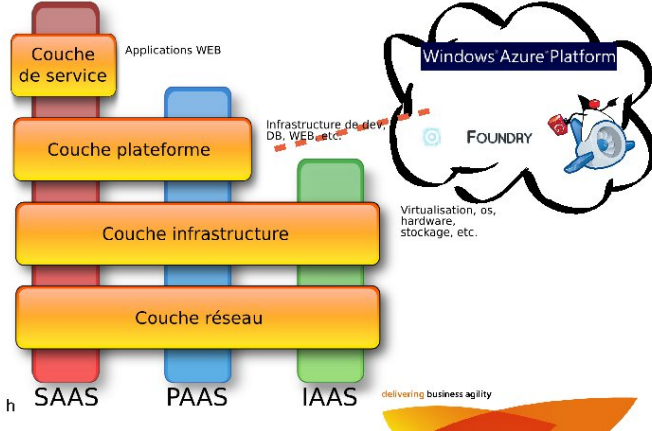 Couche
de service
Applications WEB
Windows Azure Platform
Couche plateforme
Infrastructure de dev,
DB, WEB, etc.
FOUNDRY
Couche infrastructure
Virtualisation, os,
hardware,
stockage, etc.
Couche réseau
h
SAAS
PAAS
IAAS
delivering business agility